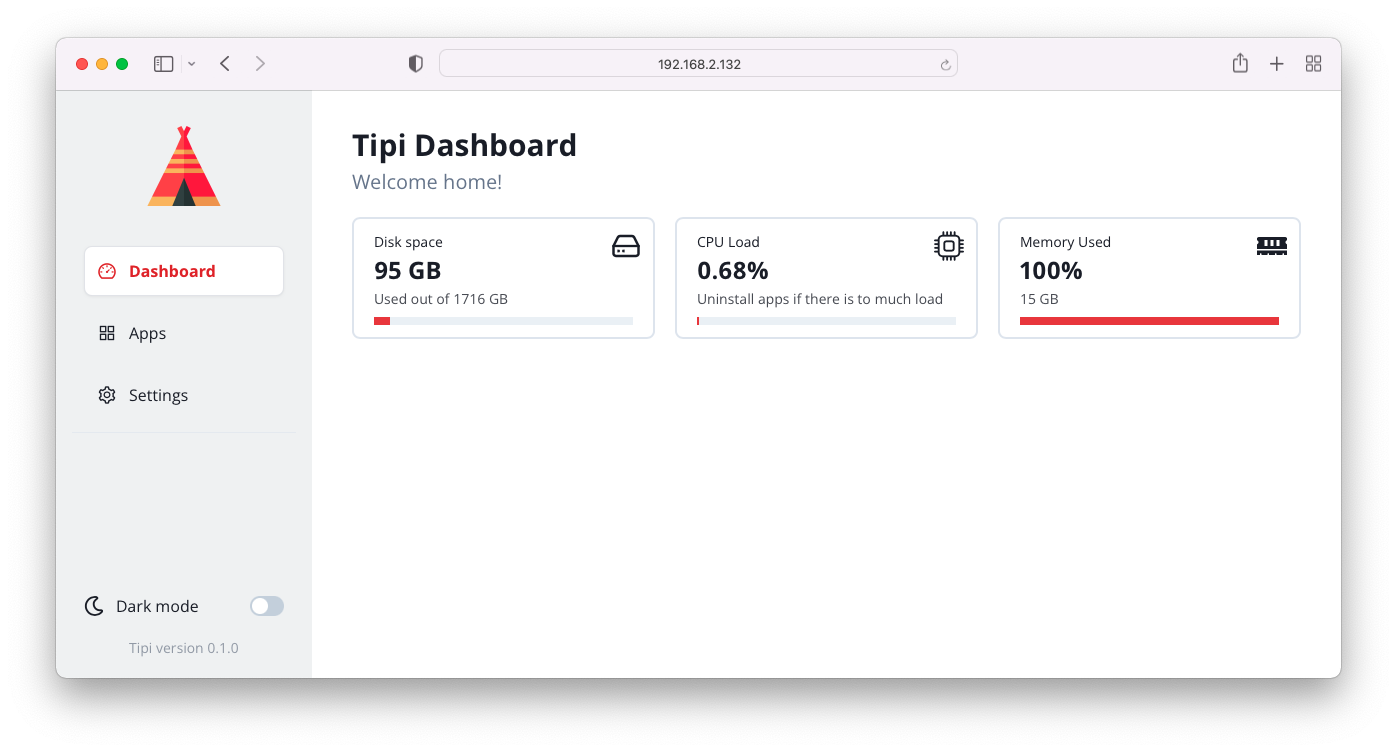 192.168.2.132
Tipi Dashboard
Welcome home!
Disk space
95 GB
Used out of 1716 GB
CPU Load
0.68%
Uninstall apps if there is to much load
Memory Used
100%
15 GB
Dashboard
Apps
Settings
Dark mode
Tipi version 0.1.0